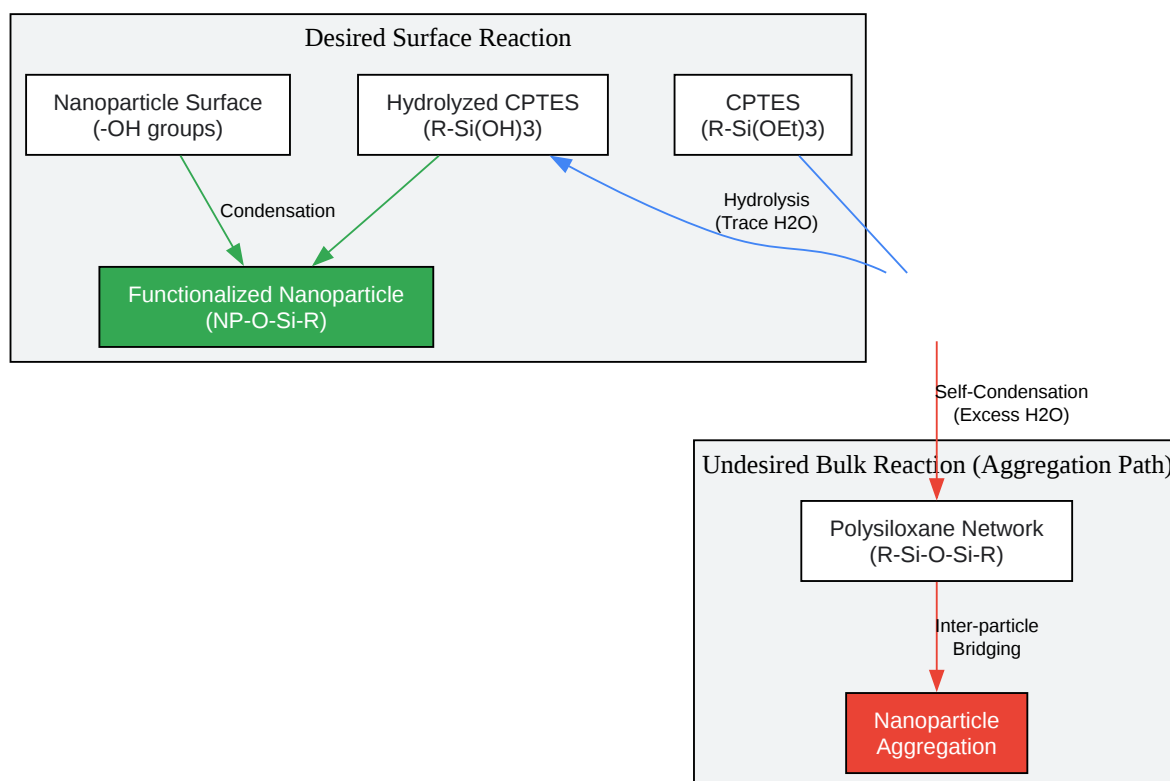 Desired Surface Reaction
Nanoparticle Surface
(-OH groups)
Hydrolyzed CPTES
(R-Si(OH)3)
CPTES
(R-Si(OEt)3)
Hydrolysis
(Trace H2O)
Condensation
Functionalized Nanoparticle
(NP-O-Si-R)
Self-Condensation
(Excess H2O)
Undesired Bulk Reaction (Aggregation Path)
Polysiloxane Network
(R-Si-O-Si-R)
Inter-particle
Bridging
Nanoparticle
Aggregation